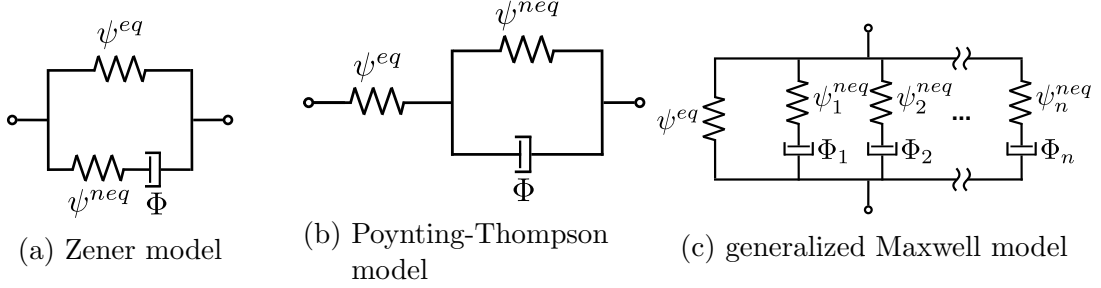 ψ^{eq}
ψ^{neq}
Φ
(a) Zener model
ψ^{eq}
ψ^{neq}
Φ
(b) Poynting-Thompson
model
ψ^{eq}
ψ_1^{neq} ψ_2^{neq} ... ψ_n^{neq}
Φ_1 Φ_2 Φ_n
(c) generalized Maxwell model